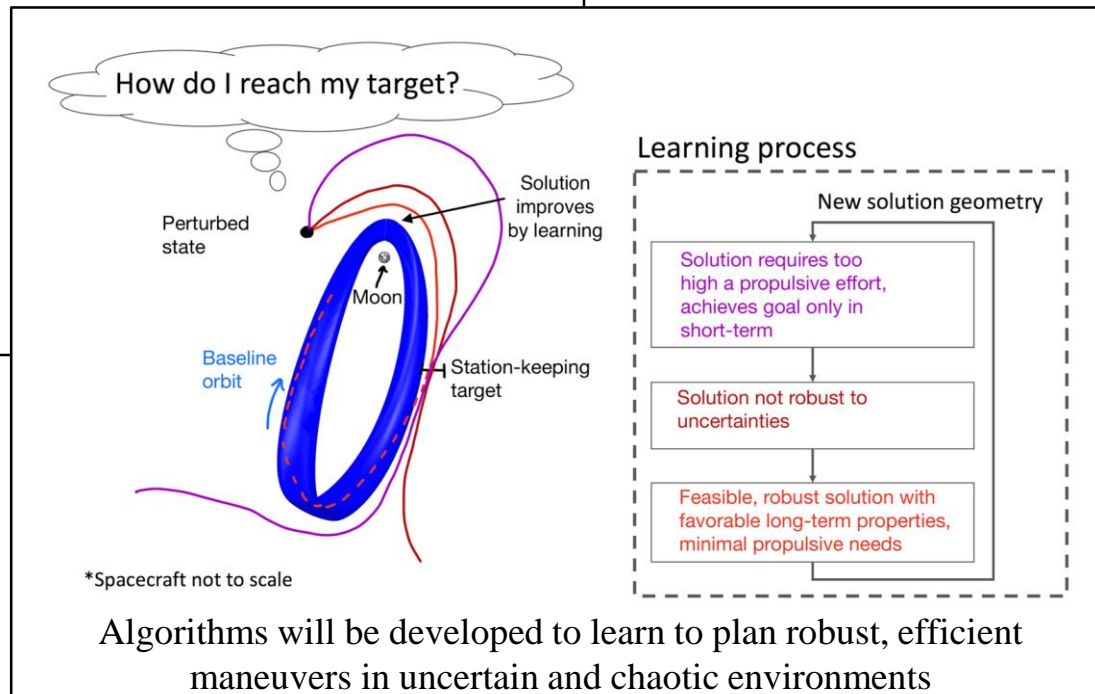 How do I reach my target?
Perturbed
state
Solution
improves
by learning
Moon
Baseline
orbit
Station-keeping
target
*Spacecraft not to scale
Learning process
New solution geometry
Solution requires too
high a propulsive effort,
achieves goal only in
short-term
Solution not robust to
uncertainties
Feasible, robust solution with
favorable long-term properties,
minimal propulsive needs
Algorithms will be developed to learn to plan robust, efficient
maneuvers in uncertain and chaotic environments